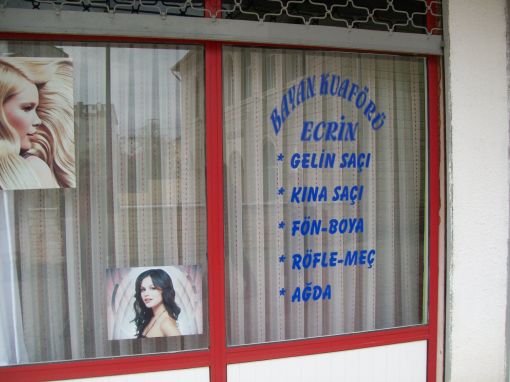 BAYAN KUAFÖRÜ
ECRİN
* GELİN SAÇI
* KINA SAÇI
* FÖN-BOYA
* RÖFLE-MEÇ
* AĞDA